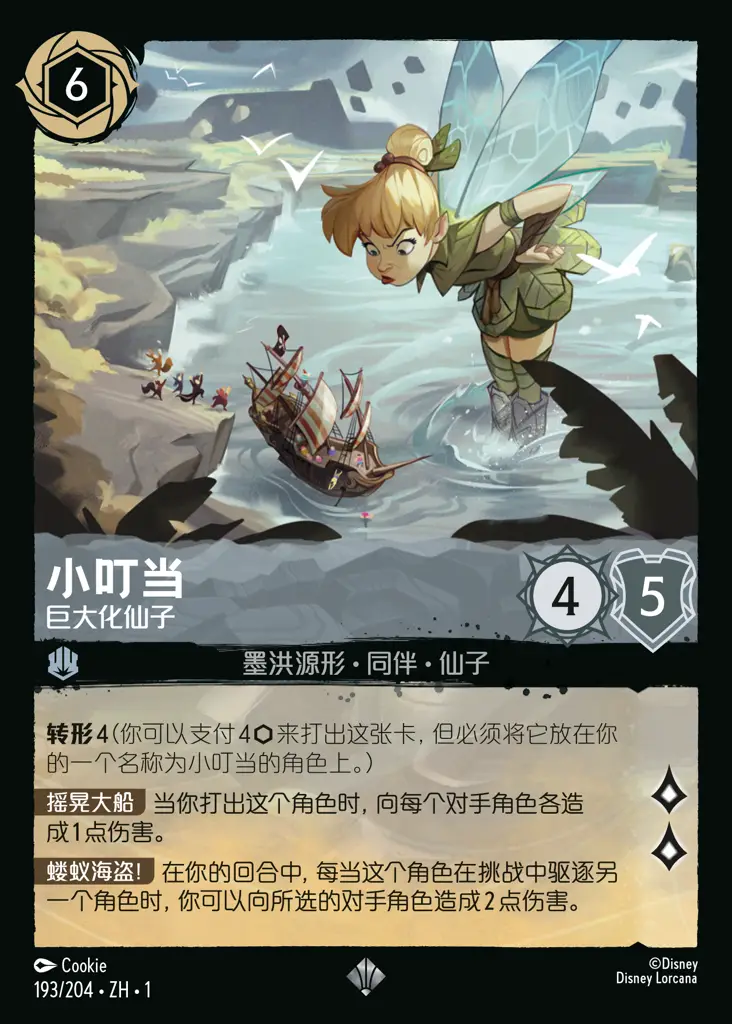 6
小叮当
巨大化仙子
4
5
墨洪源形・同伴・仙子
转形4(你可以支付4⬡来打出这张卡, 但必须将它放在你
的一个名称为小叮当的角色上。)
摇晃大船 当你打出这个角色时, 向每个对手角色各造
成1点伤害。
蝼蚁海盗! 在你的回合中, 每当这个角色在挑战中驱逐另
一个角色时, 你可以向所选的对手角色造成2点伤害。
Cookie
©Disney
193/204 • ZH • 1
Disney Lorcana